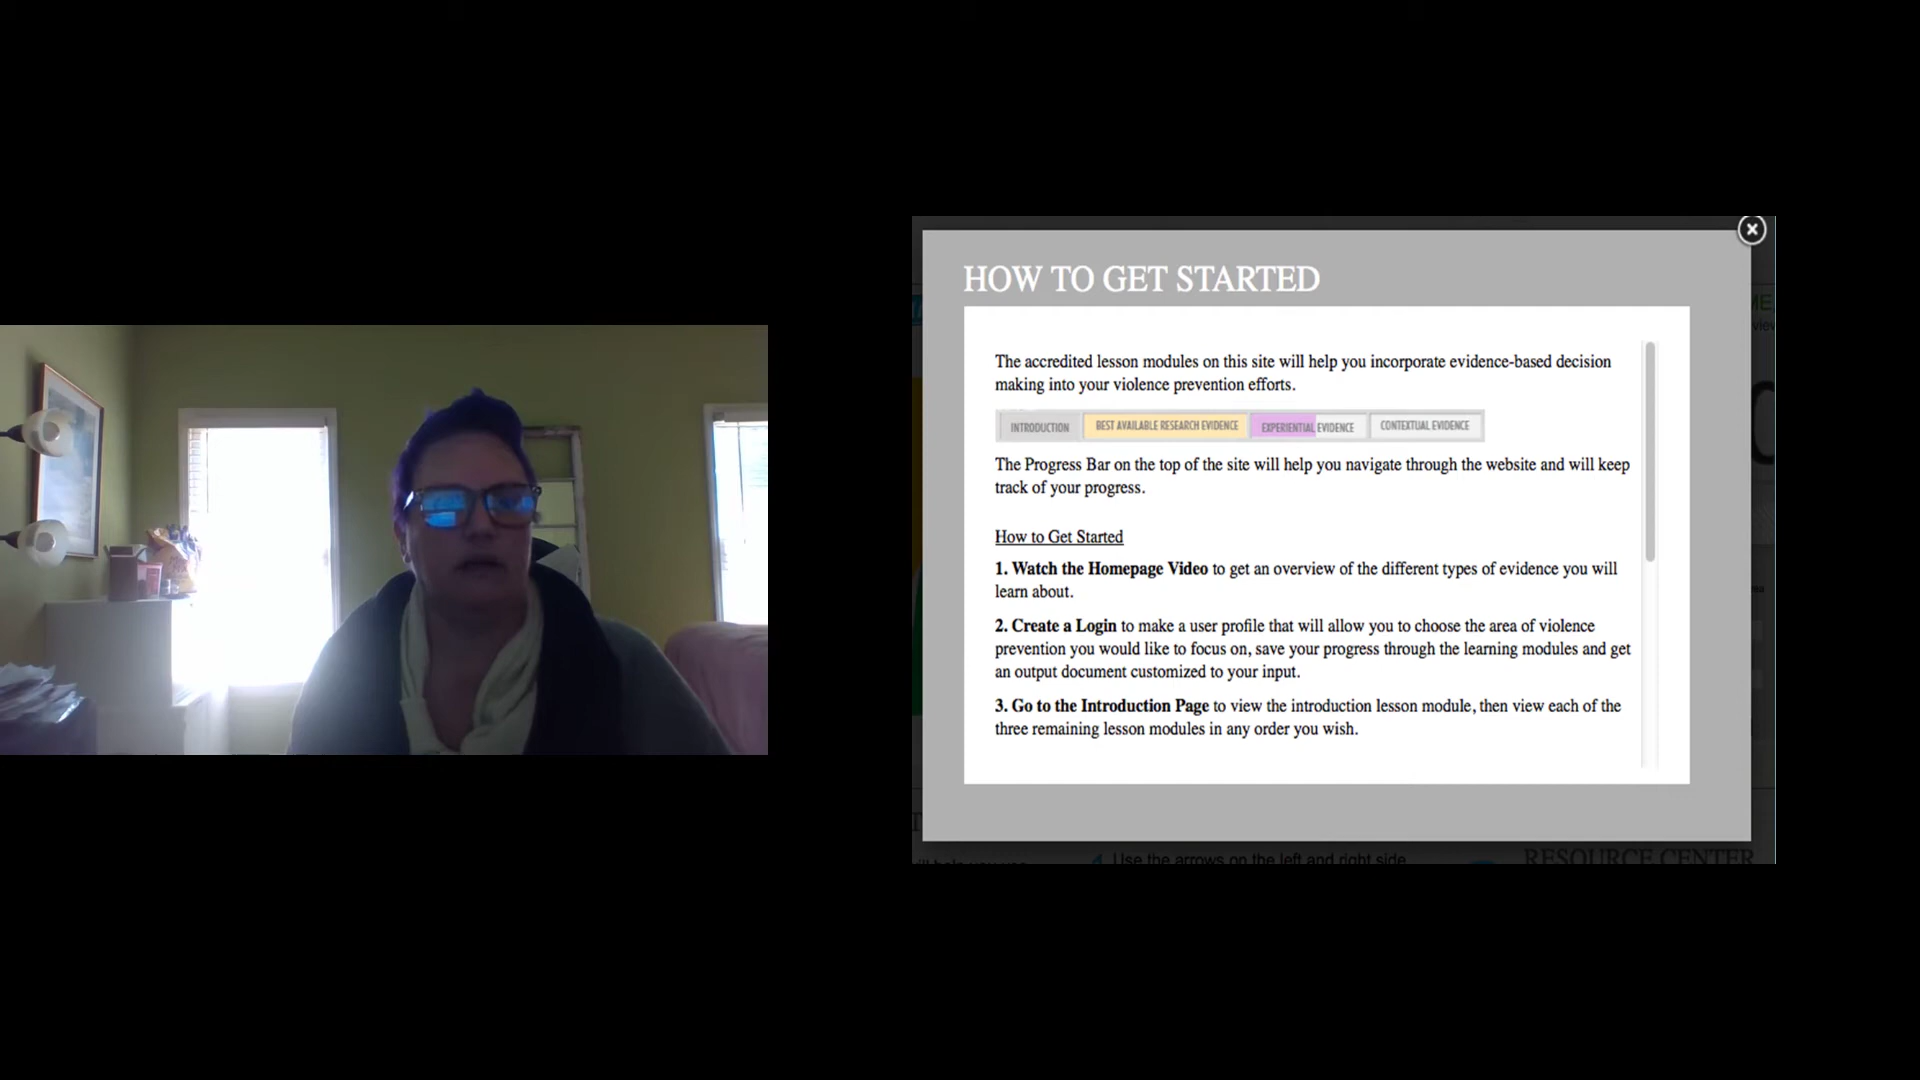 HOW TO GET STARTED
The accredited lesson modules on this site will help you incorporate evidence-based decision
making into your violence prevention efforts.
INTRODUCTION BEST AVAILABLE RESEARCH EVIDENCE EXPERIENTIAL EVIDENCE CONTEXTUAL EVIDENCE
The Progress Bar on the top of the site will help you navigate through the website and will keep
track of your progress.
How to Get Started
1. Watch the Homepage Video to get an overview of the different types of evidence you will
learn about.
2. Create a Login to make a user profile that will allow you to choose the area of violence
prevention you would like to focus on, save your progress through the learning modules and get
an output document customized to your input.
3. Go to the Introduction Page to view the introduction lesson module, then view each of the
three remaining lesson modules in any order you wish.
Use the arrows on the left and right side
RESOURCE CENTER